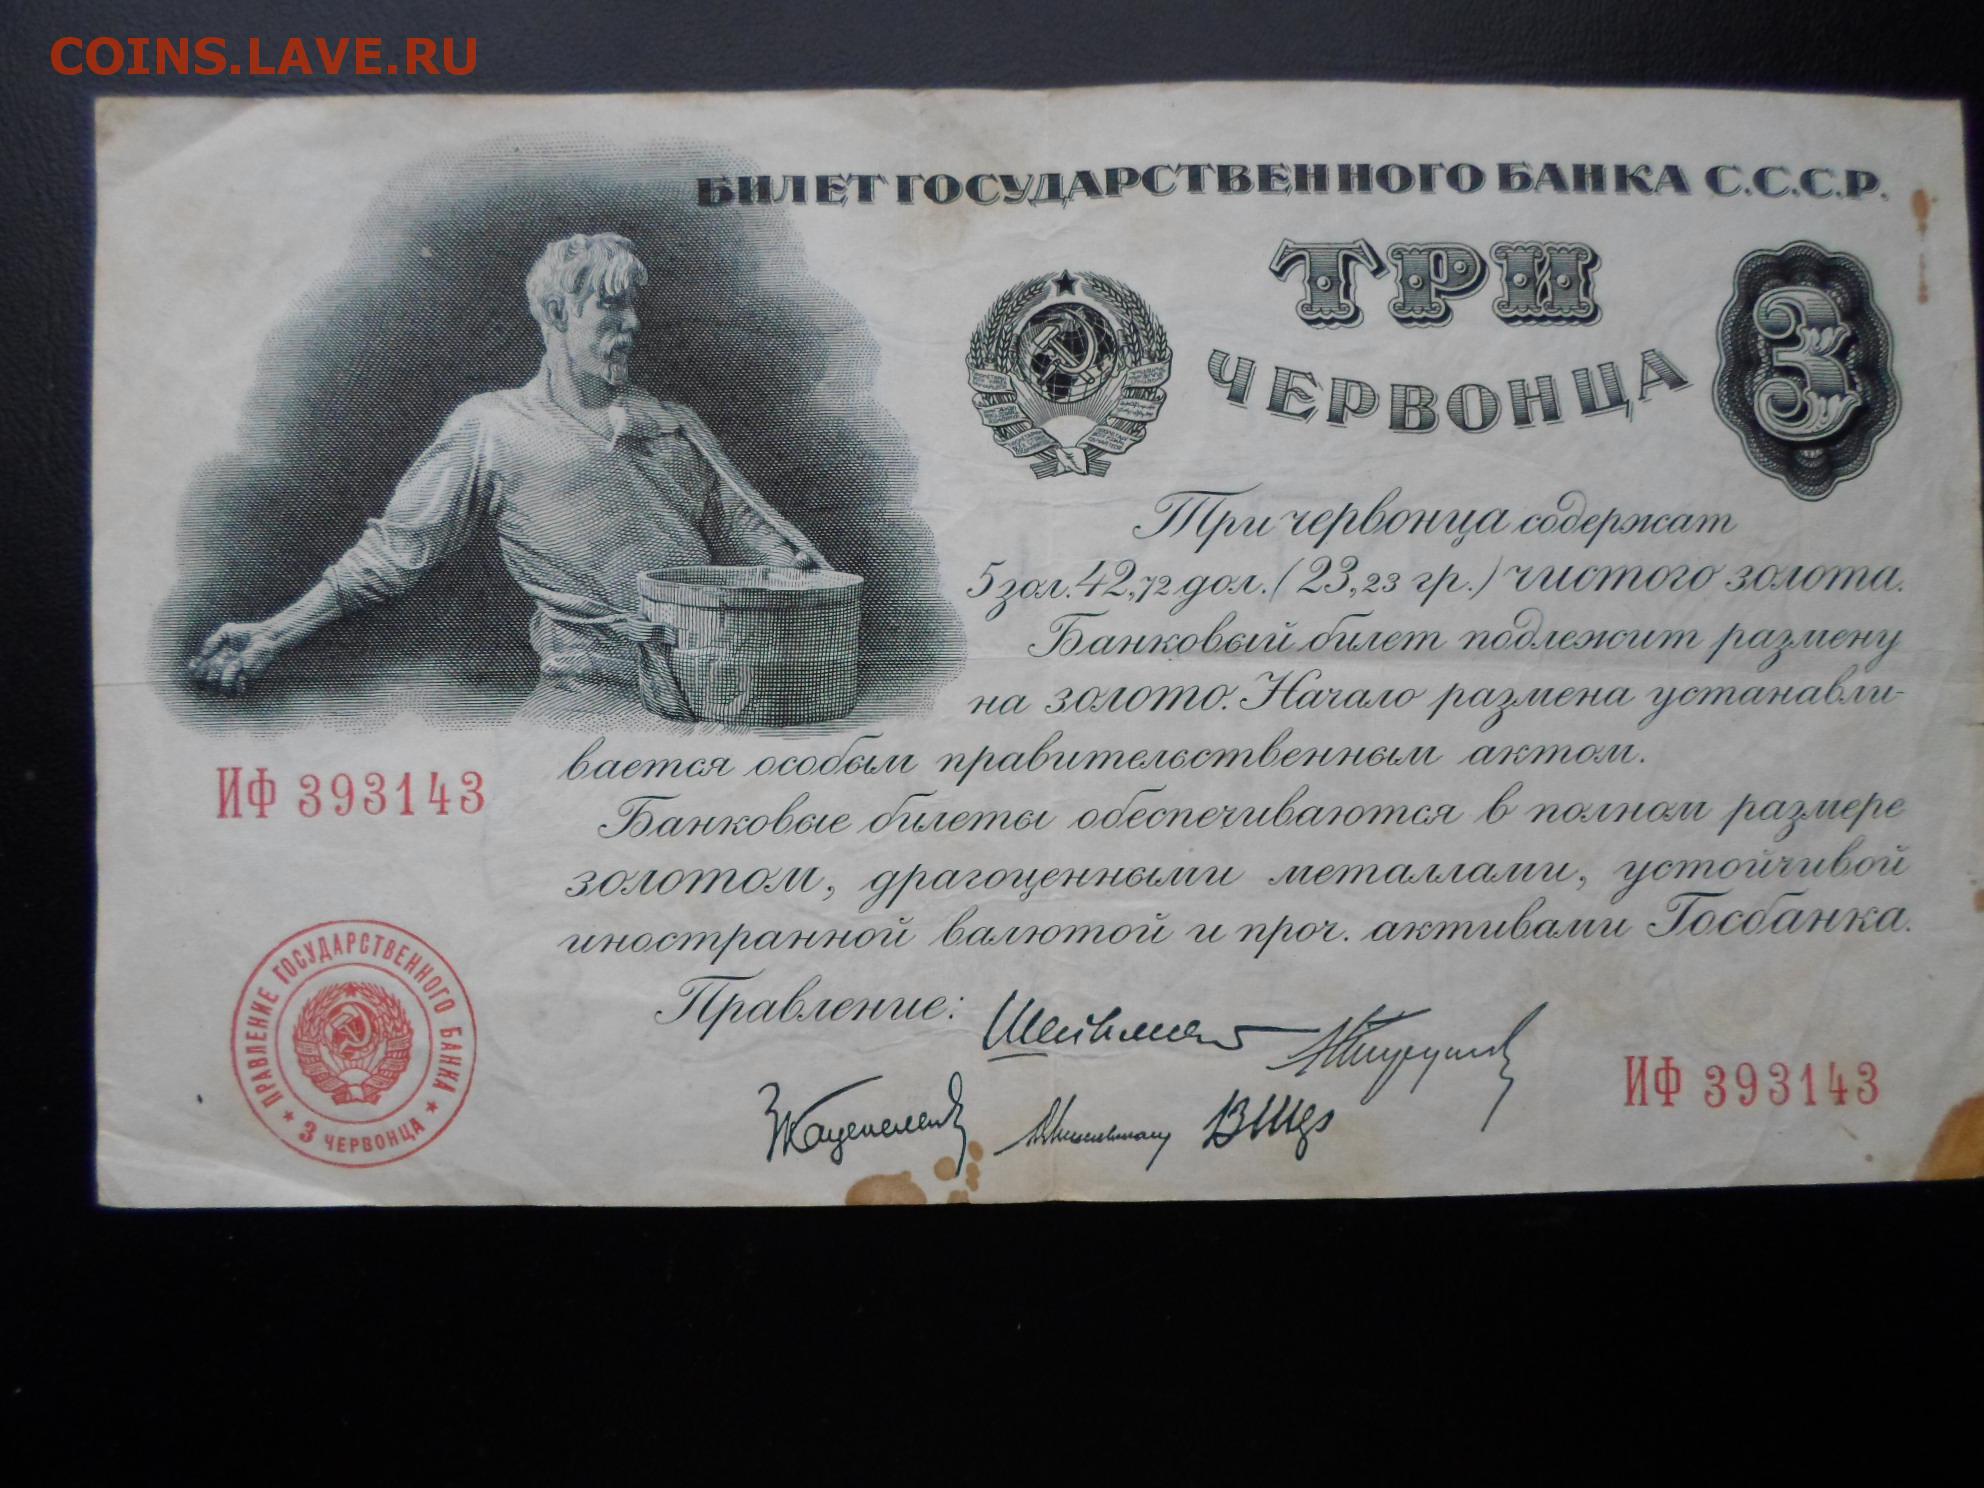 COINS.LAVE.RU
БИЛЕТ ГОСУДАРСТВЕННОГО БАНКА С.С.С.Р.
ТРИ
ЧЕРВОНЦА
3
Три червонца содержат
5 зол. 42,72 дол. (23,23 гр.) чистого золота.
Банковый билет подлежит размену
на золото. Начало размена устанавли-
вается особым правительственным актом.
Банковые билеты обеспечиваются в полном размере
золотом, драгоценными металлами, устойчивой
иностранной валютой и проч. активами Госбанка.
Правление:
ИФ 393143
ПРАВЛЕНИЕ ГОСУДАРСТВЕННОГО БАНКА
3 ЧЕРВОНЦА
ИФ 393143